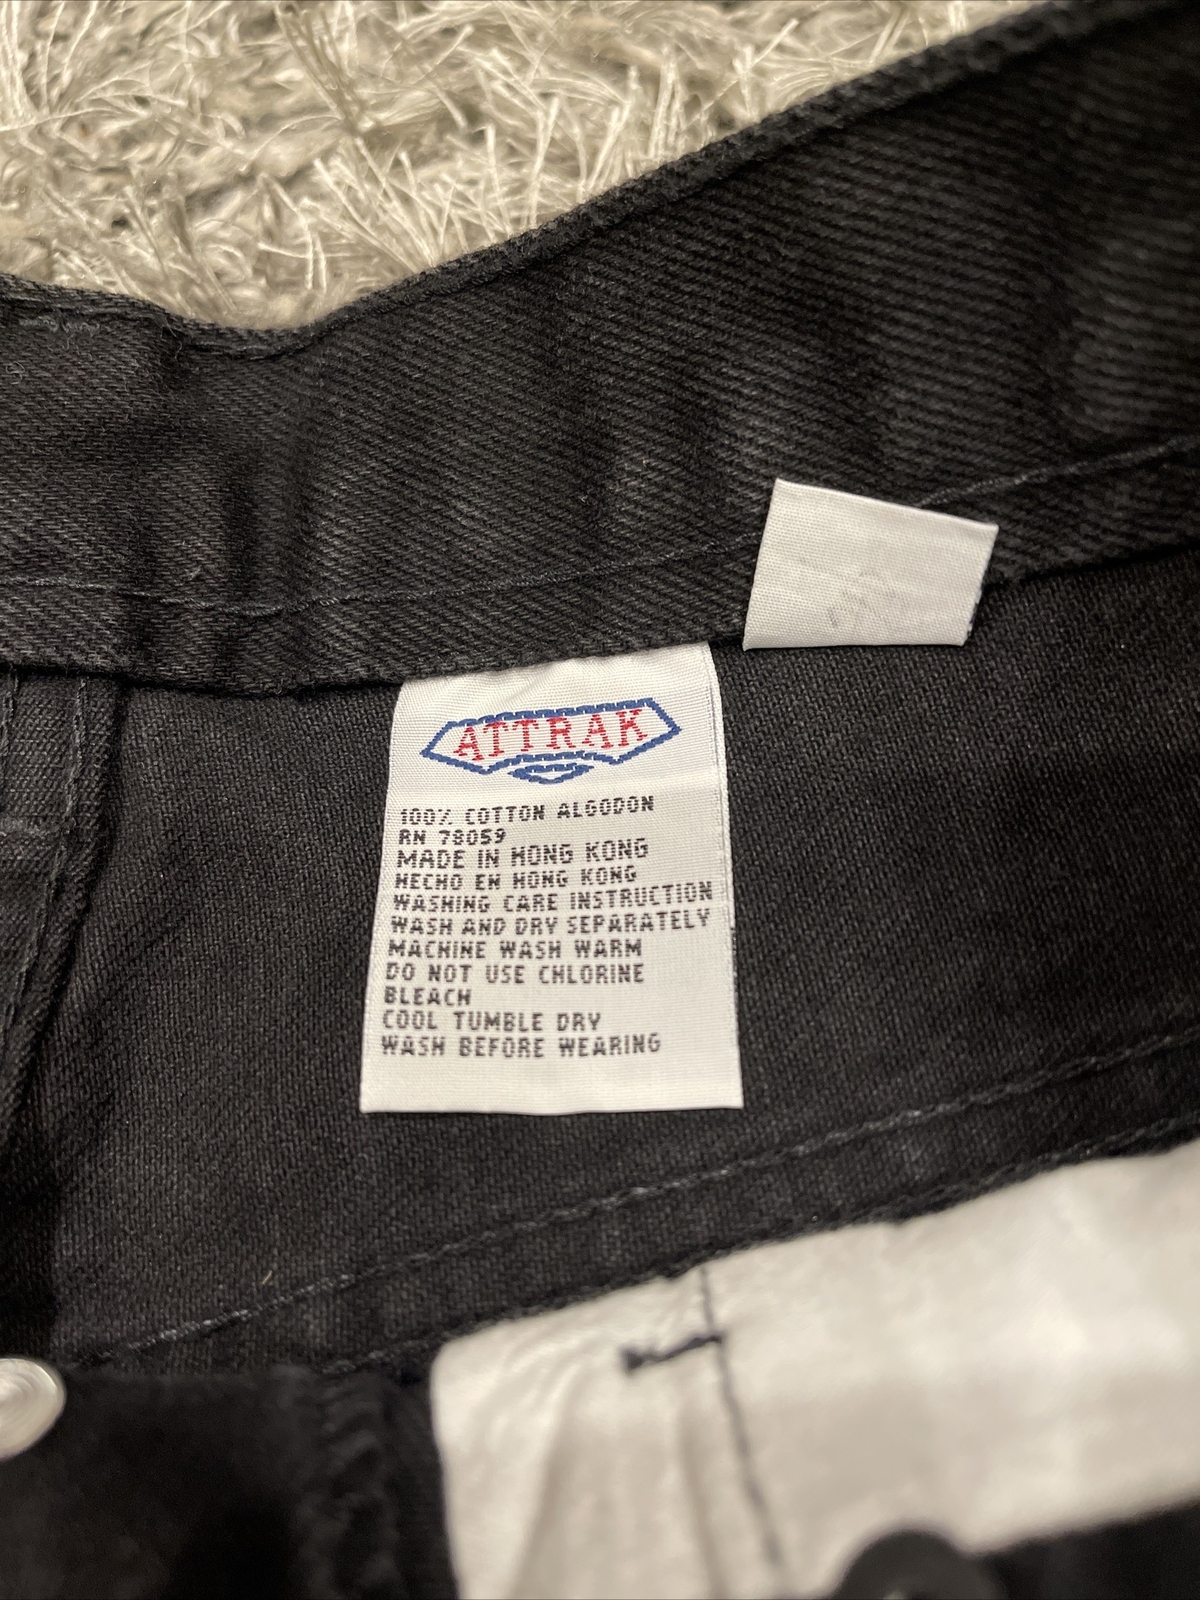 ATTRAK
100% COTTON ALGODON
RN 78059
MADE IN HONG KONG
HECHO EN HONG KONG
WASHING CARE INSTRUCTION
WASH AND DRY SEPARATELY
MACHINE WASH WARM
DO NOT USE CHLORINE
BLEACH
COOL TUMBLE DRY
WASH BEFORE WEARING